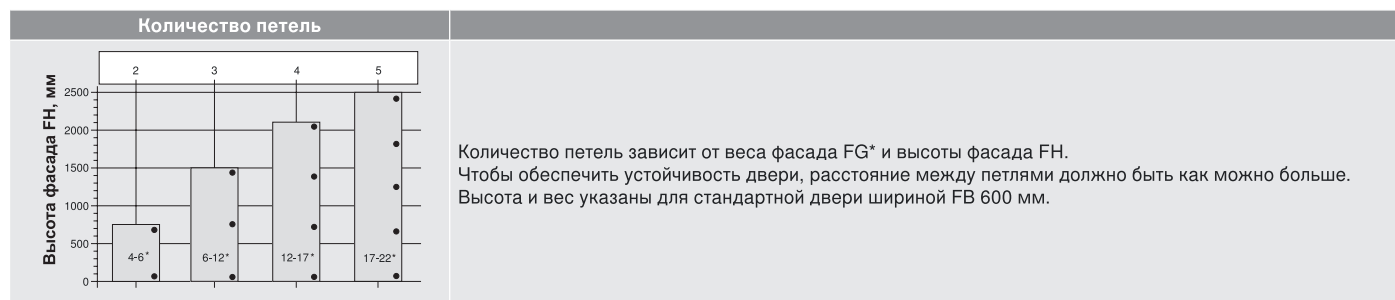 Количество петель
2 3 4 5
Высота фасада FH, мм
2500
2000
1500
1000
500
0
4-6* 6-12* 12-17* 17-22*
Количество петель зависит от веса фасада FG* и высоты фасада FH.
Чтобы обеспечить устойчивость двери, расстояние между петлями должно быть как можно больше.
Высота и вес указаны для стандартной двери шириной FB 600 мм.